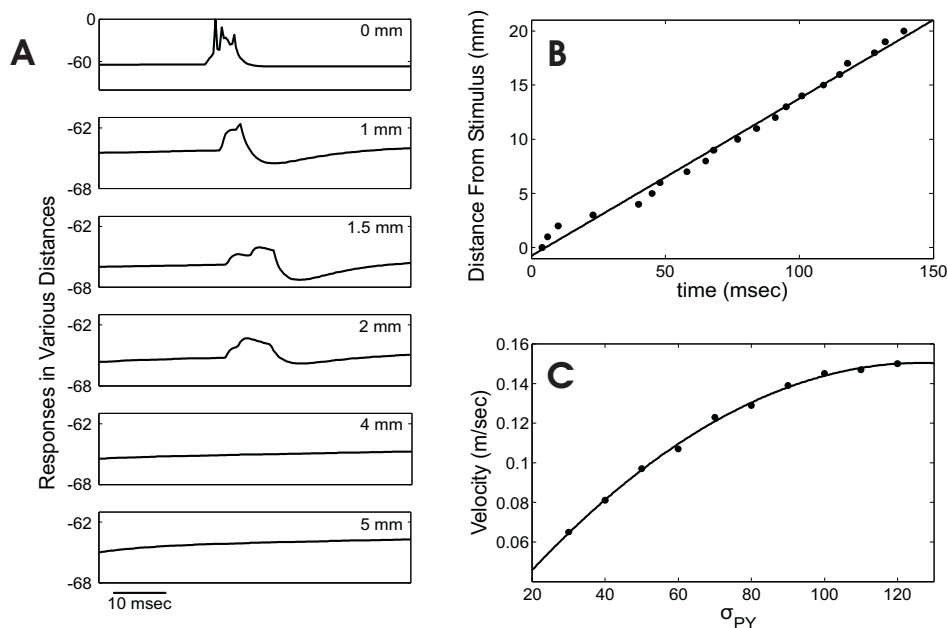 A
Responses in Various Distances
0
-60
0 mm
-62
-68
1 mm
-62
-68
1.5 mm
-62
-68
2 mm
-62
-68
4 mm
-62
-68
5 mm
10 msec
B
Distance From Stimulus (mm)
20
15
10
5
0
0 50 100 150
time (msec)
C
Velocity (m/sec)
0.16
0.14
0.12
0.1
0.08
0.06
20 40 60 80 100 120
σPY